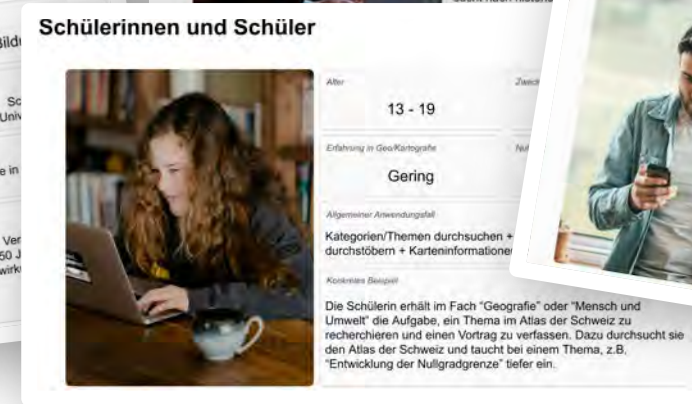 Schülerinnen und Schüler
Alter
13 - 19
Erfahrung in Geo/Kartografie
Gering
Allgemeiner Anwendungsfall
Kategorien/Themen durchsuchen +
durchstöbern + Karteninformatione
Konkretes Beispiel
Die Schülerin erhält im Fach "Geografie" oder "Mensch und
Umwelt" die Aufgabe, ein Thema im Atlas der Schweiz zu
recherchieren und einen Vortrag zu verfassen. Dazu durchsucht sie
den Atlas der Schweiz und taucht bei einem Thema, z.B.
"Entwicklung der Nullgradgrenze" tiefer ein.